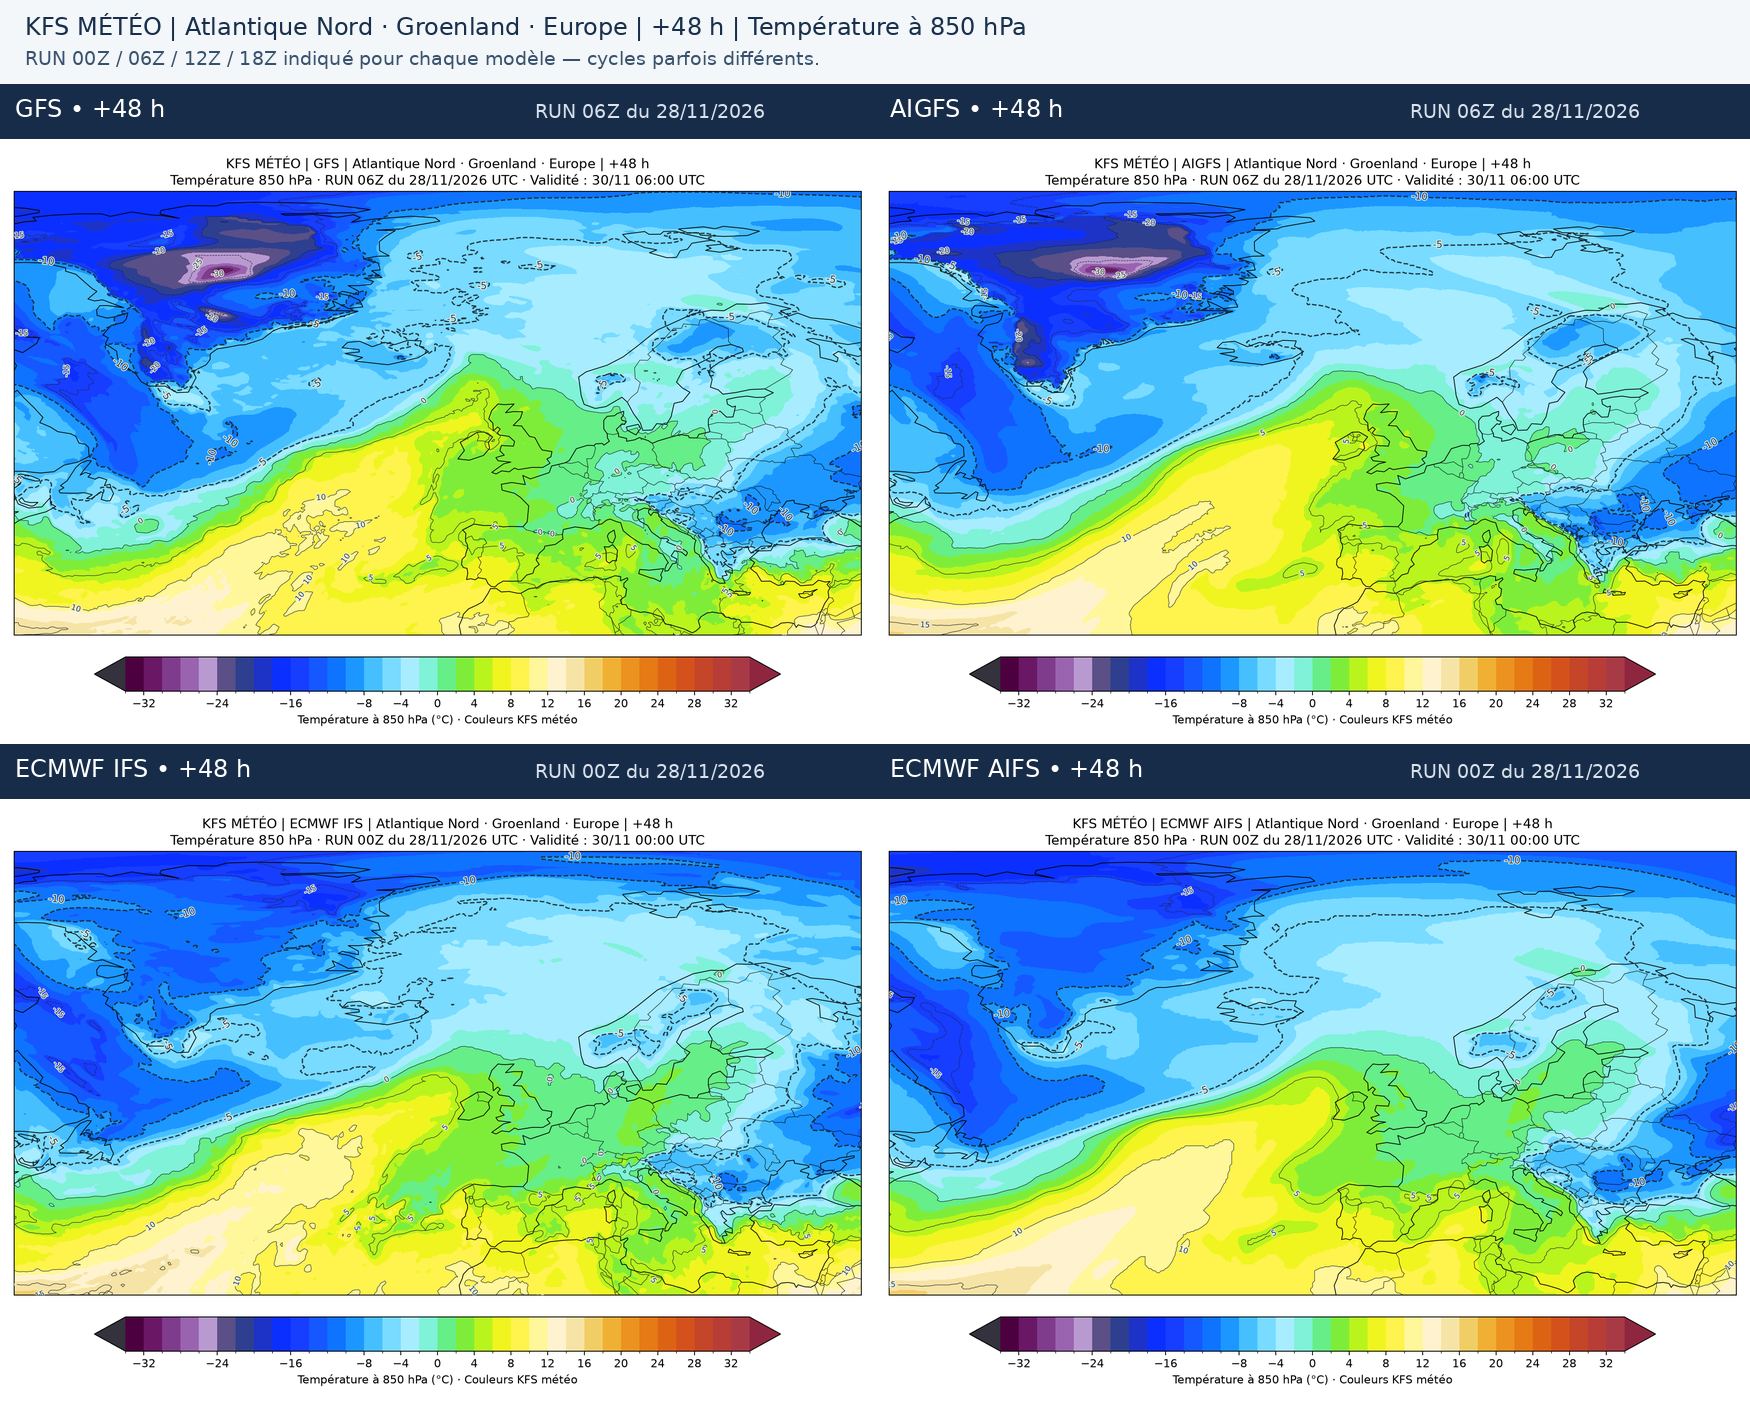 KFS MÉTÉO | Atlantique Nord · Groenland · Europe | +48 h | Température à 850 hPa
RUN 00Z / 06Z / 12Z / 18Z indiqué pour chaque modèle — cycles parfois différents.
GFS • +48 h
RUN 06Z du 28/11/2026
AIGFS • +48 h
RUN 06Z du 28/11/2026
KFS MÉTÉO | GFS | Atlantique Nord · Groenland · Europe | +48 h
Température 850 hPa · RUN 06Z du 28/11/2026 UTC · Validité : 30/11 06:00 UTC
KFS MÉTÉO | AIGFS | Atlantique Nord · Groenland · Europe | +48 h
Température 850 hPa · RUN 06Z du 28/11/2026 UTC · Validité : 30/11 06:00 UTC
−32 −24 −16 −8 −4 0 4 8 12 16 20 24 28 32
Température à 850 hPa (°C) · Couleurs KFS météo
−32 −24 −16 −8 −4 0 4 8 12 16 20 24 28 32
Température à 850 hPa (°C) · Couleurs KFS météo
ECMWF IFS • +48 h
RUN 00Z du 28/11/2026
ECMWF AIFS • +48 h
RUN 00Z du 28/11/2026
KFS MÉTÉO | ECMWF IFS | Atlantique Nord · Groenland · Europe | +48 h
Température 850 hPa · RUN 00Z du 28/11/2026 UTC · Validité : 30/11 00:00 UTC
KFS MÉTÉO | ECMWF AIFS | Atlantique Nord · Groenland · Europe | +48 h
Température 850 hPa · RUN 00Z du 28/11/2026 UTC · Validité : 30/11 00:00 UTC
−32 −24 −16 −8 −4 0 4 8 12 16 20 24 28 32
Température à 850 hPa (°C) · Couleurs KFS météo
−32 −24 −16 −8 −4 0 4 8 12 16 20 24 28 32
Température à 850 hPa (°C) · Couleurs KFS météo